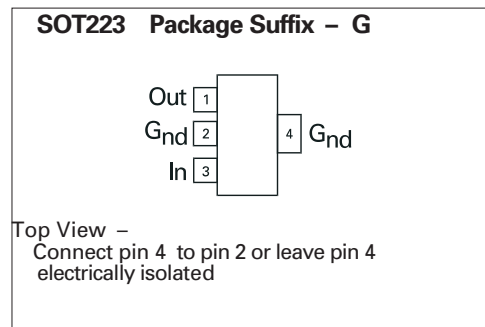 SOT223 Package Suffix – G
Out 1
Gnd 2
4 Gnd
In 3
Top View –
Connect pin 4 to pin 2 or leave pin 4
electrically isolated